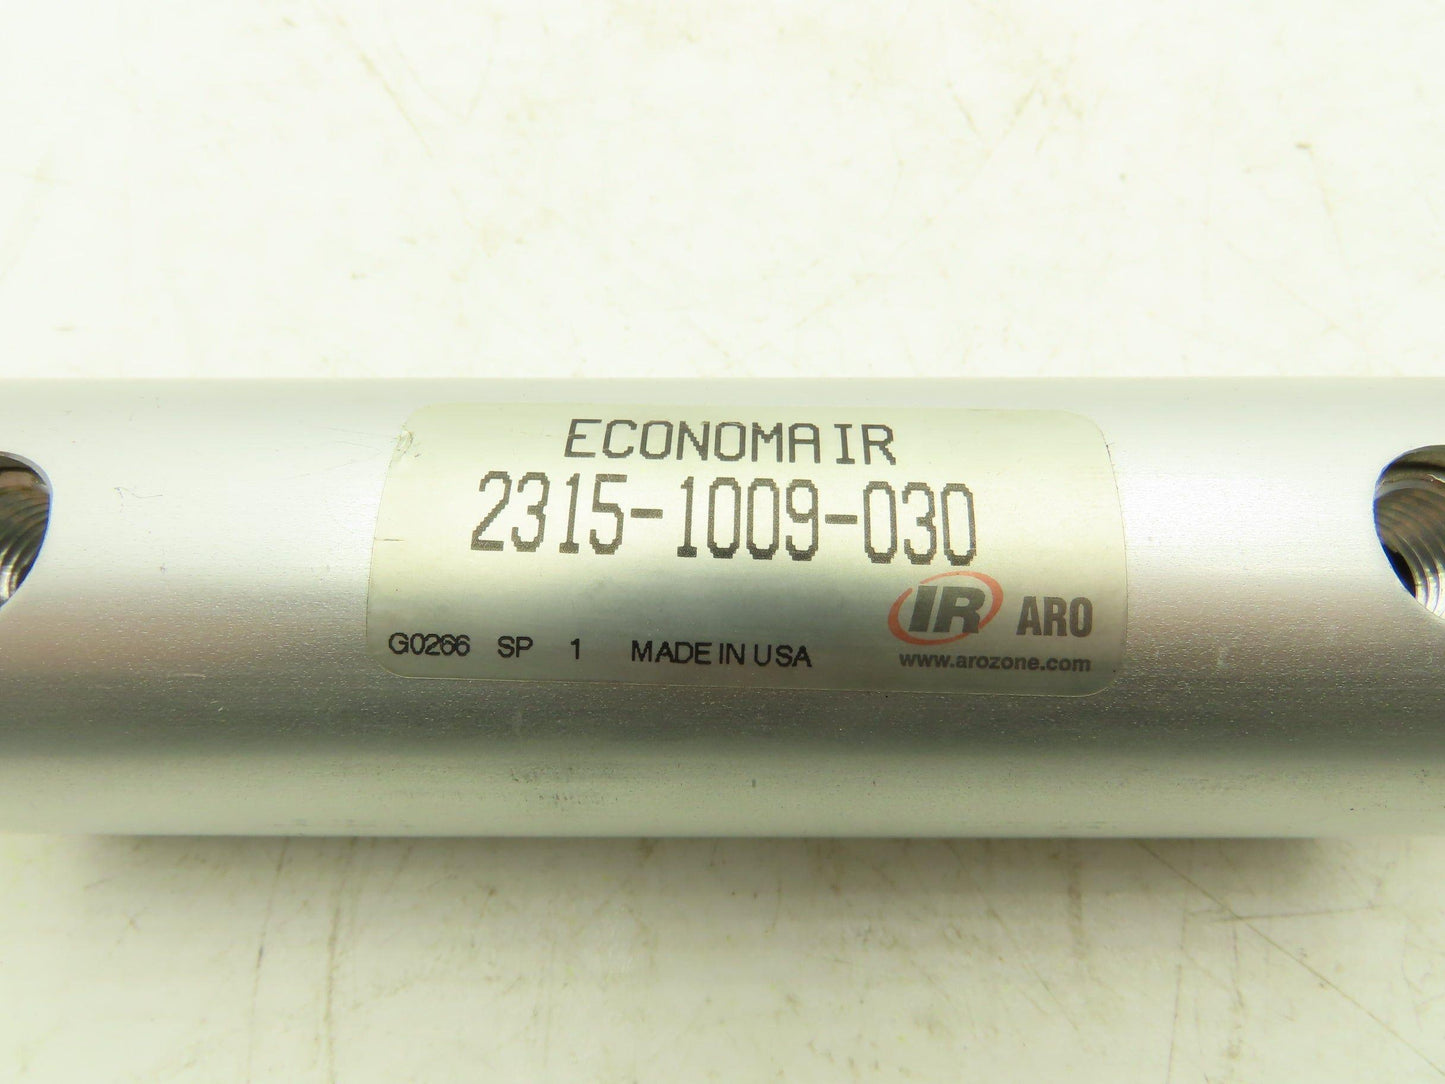 ECONOMAIR
2315-1009-030
IR ARO
G0266 SP 1 MADE IN USA
www.arozone.com